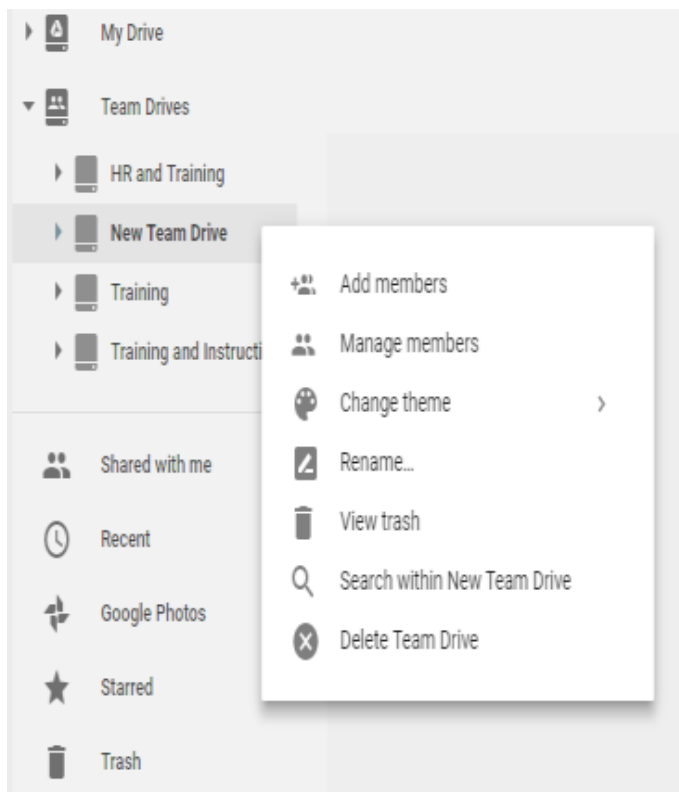 My Drive
Team Drives
HR and Training
New Team Drive
Training
Training and Instructi
Shared with me
Recent
Google Photos
Starred
Trash
Add members
Manage members
Change theme
Rename...
View trash
Search within New Team Drive
Delete Team Drive